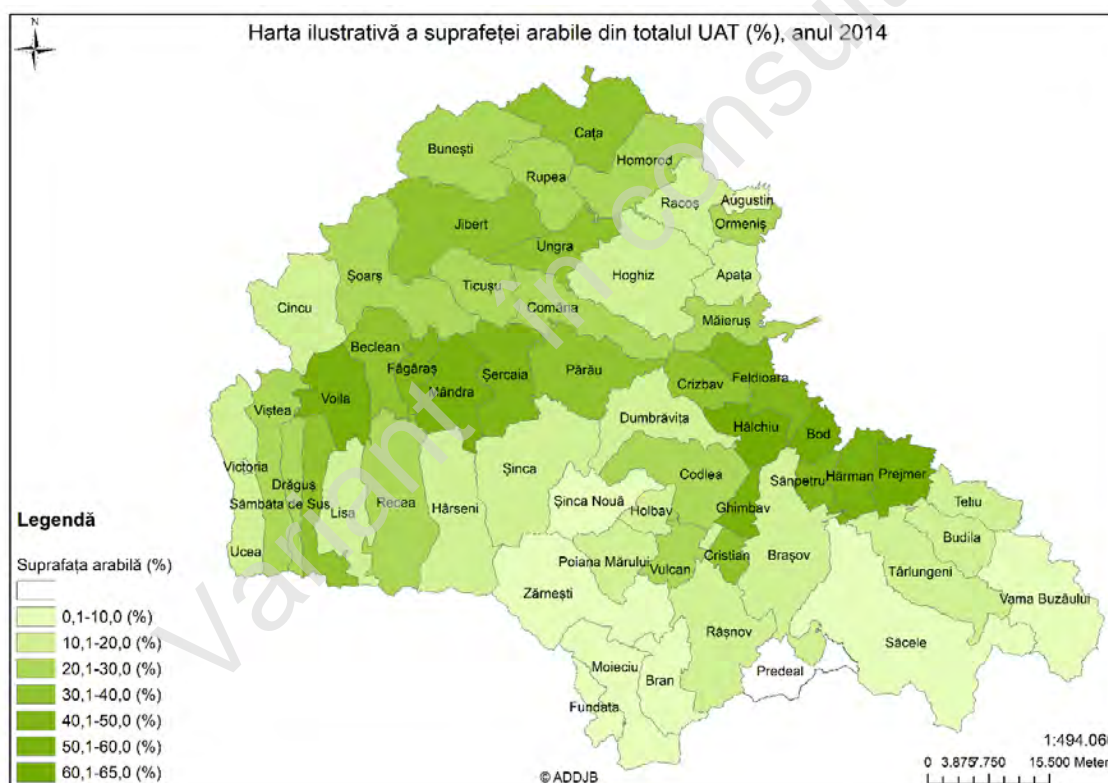 Harta ilustrativă a suprafeței arabile din totalul UAT (%), anul 2014
N
Cața
Bunești
Homorod
Rupea
Racoș
Augustin
Ormeniș
Jibert
Ungra
Hoghiz
Apața
Șoarș
Ticușu
Cincu
Comăna
Măieruș
Beclean
Făgăraș
Mândra
Șercaia
Părău
Crizbav
Feldioara
Voila
Viștea
Dumbrăvița
Hălchiu
Bod
Victoria
Drăguș
Sâmbăta de Sus
Lisa
Recea
Hârseni
Șinca
Șinca Nouă
Holbav
Codlea
Ghimbav
Sânpetru
Hărman
Prejmer
Teliu
Budila
Ucea
Poiana Mărului
Vulcan
Cristian
Brașov
Târlungeni
Zărnești
Vama Buzăului
Râșnov
Săcele
Moieciu
Bran
Predeal
Fundata
Legendă
Suprafața arabilă (%)
0,1-10,0 (%)
10,1-20,0 (%)
20,1-30,0 (%)
30,1-40,0 (%)
40,1-50,0 (%)
50,1-60,0 (%)
60,1-65,0 (%)
© ADDJB
1:494.06
0 3.8757.750 15.500 Meter
Variant in consul